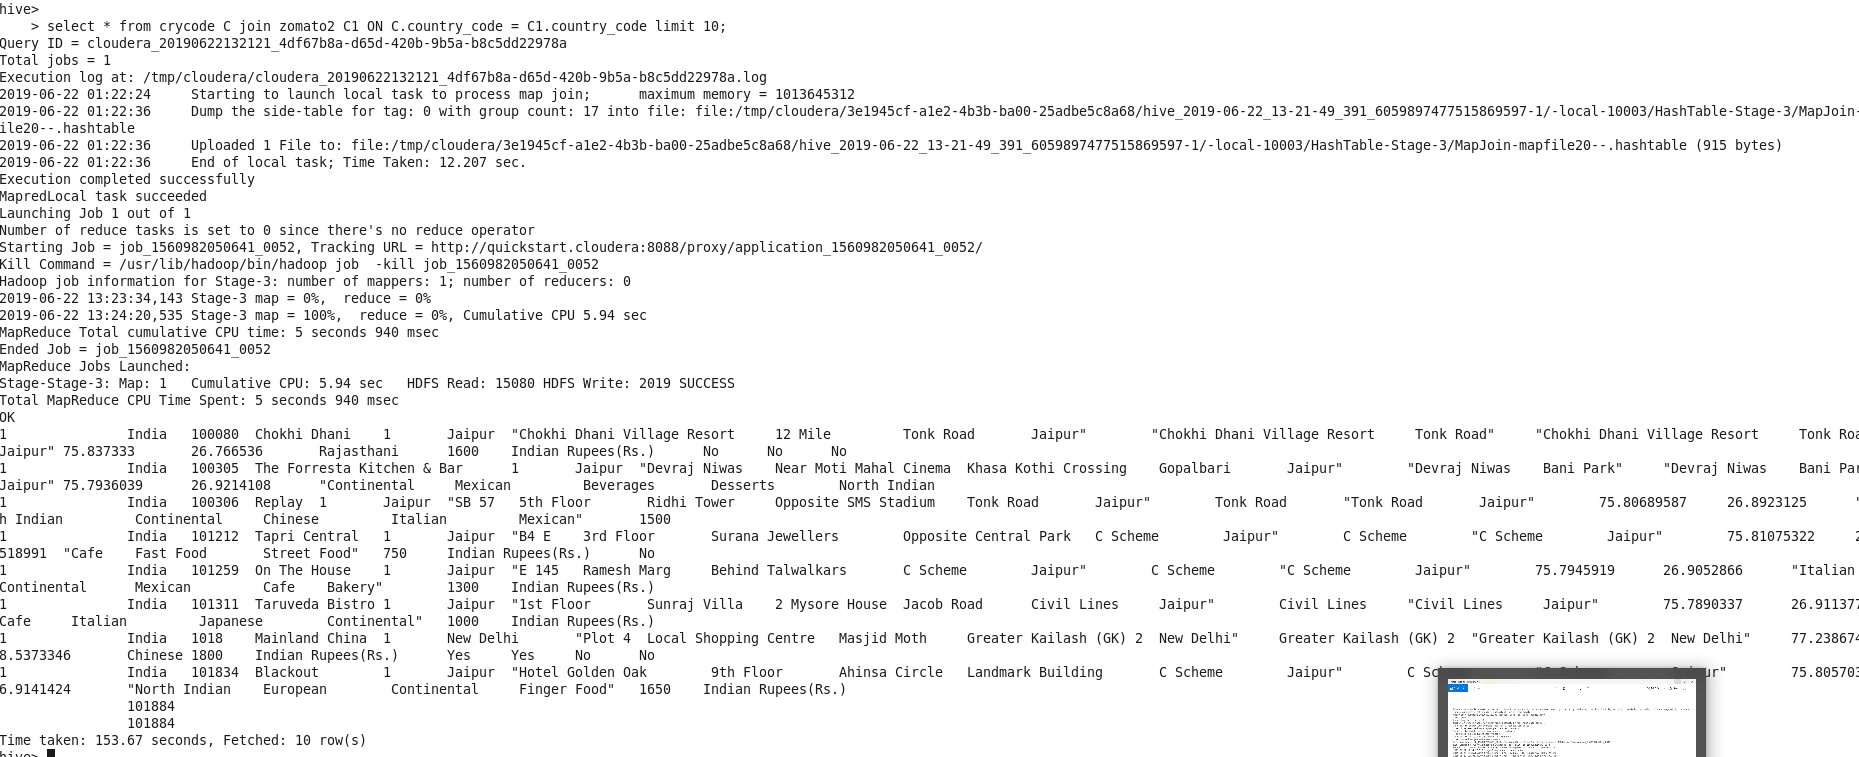 hive>
    > select * from crycode C join zomato2 C1 ON C.country_code = C1.country_code limit 10;
Query ID = cloudera_20190622132121_4df67b8a-d65d-420b-9b5a-b8c5dd22978a
Total jobs = 1
Execution log at: /tmp/cloudera/cloudera_20190622132121_4df67b8a-d65d-420b-9b5a-b8c5dd22978a.log
2019-06-22 01:22:24     Starting to launch local task to process map join;      maximum memory = 1013645312
2019-06-22 01:22:36     Dump the side-table for tag: 0 with group count: 17 into file: file:/tmp/cloudera/3e1945cf-a1e2-4b3b-ba00-25adbe5c8a68/hive_2019-06-22_13-21-49_391_6059897477515869597-1/-local-10003/HashTable-Stage-3/MapJoin-
ile20--.hashtable
2019-06-22 01:22:36     Uploaded 1 File to: file:/tmp/cloudera/3e1945cf-a1e2-4b3b-ba00-25adbe5c8a68/hive_2019-06-22_13-21-49_391_6059897477515869597-1/-local-10003/HashTable-Stage-3/MapJoin-mapfile20--.hashtable (915 bytes)
2019-06-22 01:22:36     End of local task; Time Taken: 12.207 sec.
Execution completed successfully
MapredLocal task succeeded
Launching Job 1 out of 1
Number of reduce tasks is set to 0 since there's no reduce operator
Starting Job = job_1560982050641_0052, Tracking URL = http://quickstart.cloudera:8088/proxy/application_1560982050641_0052/
Kill Command = /usr/lib/hadoop/bin/hadoop job  -kill job_1560982050641_0052
Hadoop job information for Stage-3: number of mappers: 1; number of reducers: 0
2019-06-22 13:23:34,143 Stage-3 map = 0%,  reduce = 0%
2019-06-22 13:24:20,535 Stage-3 map = 100%,  reduce = 0%, Cumulative CPU 5.94 sec
MapReduce Total cumulative CPU time: 5 seconds 940 msec
Ended Job = job_1560982050641_0052
MapReduce Jobs Launched:
Stage-Stage-3: Map: 1   Cumulative CPU: 5.94 sec   HDFS Read: 15080 HDFS Write: 2019 SUCCESS
Total MapReduce CPU Time Spent: 5 seconds 940 msec
OK
1 India 100080 Chokhi Dhani 1 Jaipur "Chokhi Dhani Village Resort 12 Mile Tonk Road Jaipur" "Chokhi Dhani Village Resort Tonk Road" "Chokhi Dhani Village Resort Tonk Roa
Jaipur" 75.837333 26.766536 Rajasthani 1600 Indian Rupees(Rs.) No No No
1 India 100305 The Forresta Kitchen & Bar 1 Jaipur "Devraj Niwas Near Moti Mahal Cinema Khasa Kothi Crossing Gopalbari Jaipur" "Devraj Niwas Bani Park" "Devraj Niwas Bani Par
Jaipur" 75.7936039 26.9214108 "Continental Mexican Beverages Desserts North Indian
1 India 100306 Replay 1 Jaipur "SB 57 5th Floor Ridhi Tower Opposite SMS Stadium Tonk Road Jaipur" Tonk Road "Tonk Road Jaipur" 75.80689587 26.8923125 "
h Indian Continental Chinese Italian Mexican" 1500
1 India 101212 Tapri Central 1 Jaipur "B4 E 3rd Floor Surana Jewellers Opposite Central Park C Scheme Jaipur" C Scheme "C Scheme Jaipur" 75.81075322 2
518991 "Cafe Fast Food Street Food" 750 Indian Rupees(Rs.) No
1 India 101259 On The House 1 Jaipur "E 145 Ramesh Marg Behind Talwalkars C Scheme Jaipur" C Scheme "C Scheme Jaipur" 75.7945919 26.9052866 "Italian
Continental Mexican Cafe Bakery" 1300 Indian Rupees(Rs.)
1 India 101311 Taruveda Bistro 1 Jaipur "1st Floor Sunraj Villa 2 Mysore House Jacob Road Civil Lines Jaipur" Civil Lines "Civil Lines Jaipur" 75.7890337 26.911377
Cafe Italian Japanese Continental" 1000 Indian Rupees(Rs.)
1 India 1018 Mainland China 1 New Delhi "Plot 4 Local Shopping Centre Masjid Moth Greater Kailash (GK) 2 New Delhi" Greater Kailash (GK) 2 "Greater Kailash (GK) 2 New Delhi" 77.238674
8.5373346 Chinese 1800 Indian Rupees(Rs.) Yes Yes No No
1 India 101834 Blackout 1 Jaipur "Hotel Golden Oak 9th Floor Ahinsa Circle Landmark Building C Scheme Jaipur" C 75.805703
6.9141424 "North Indian European Continental Finger Food" 1650 Indian Rupees(Rs.)
101884
101884
Time taken: 153.67 seconds, Fetched: 10 row(s)
hive>